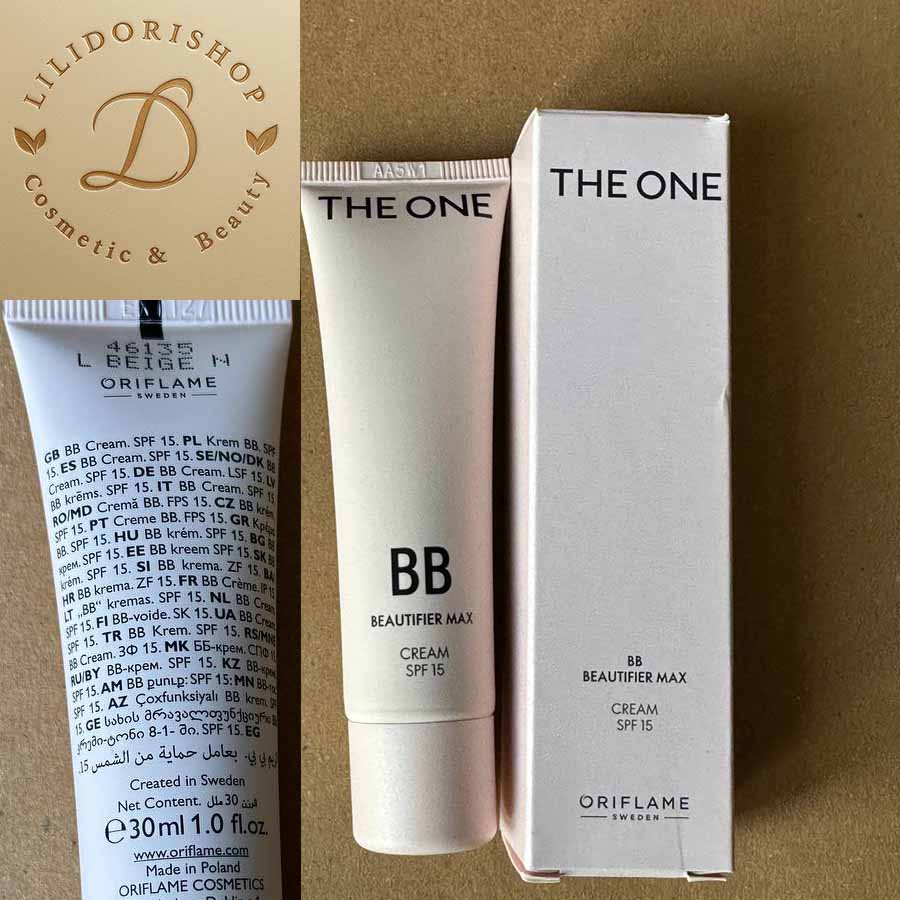 LILIDORISHOP
D
Cosmetic & Beauty
46135
L BEIGE M
ORIFLAME
SWEDEN
GB BB Cream. SPF 15. PL Krem BB. SPF
15. ES BB Cream. SPF 15. SE/NO/DK BB
Cream. SPF 15. DE BB Cream. LSF 15. LV
BB krēms. SPF 15. IT BB Cream. SPF 15.
RO/MD Cremă BB. FPS 15. CZ BB krém.
SPF 15. PT Creme BB. FPS 15. GR
BB. SPF 15. HU BB krém. SPF 15. BG BB
крем. SPF 15. EE BB kreem SPF 15. SK BB
krém. SPF 15. SI BB krema. ZF 15.
HR BB krema. ZF 15. FR BB Crème. IP 15.
LT „BB“ kremas. SPF 15. NL BB Cream.
SPF 15. FI BB-voide. SK 15. UA BB Cream.
SPF 15. TR BB Krem. SPF 15.
BB Cream. ЗФ 15. MK ББ-крем. СПФ 15.
RU/BY BB-крем. SPF 15. KZ BB-крем.
SPF 15. AM BB քսուք: SPF 15: MN
SPF 15. AZ Çoxfunksiyalı BB krem. SPF
15. GE სახის მრავალფუნქციური BB
კრემი-ტონი 8-1- ში. SPF 15. EG
كريم بي بي. بعامل حماية من الشمس 15.
Created in Sweden
Net Content. 30 ملل
e 30ml 1.0 fl.oz.
www.oriflame.com
Made in Poland
ORIFLAME COSMETICS
AA5W1
THE ONE
BB
BEAUTIFIER MAX
CREAM
SPF 15
THE ONE
BB
BEAUTIFIER MAX
CREAM
SPF 15
ORIFLAME
SWEDEN